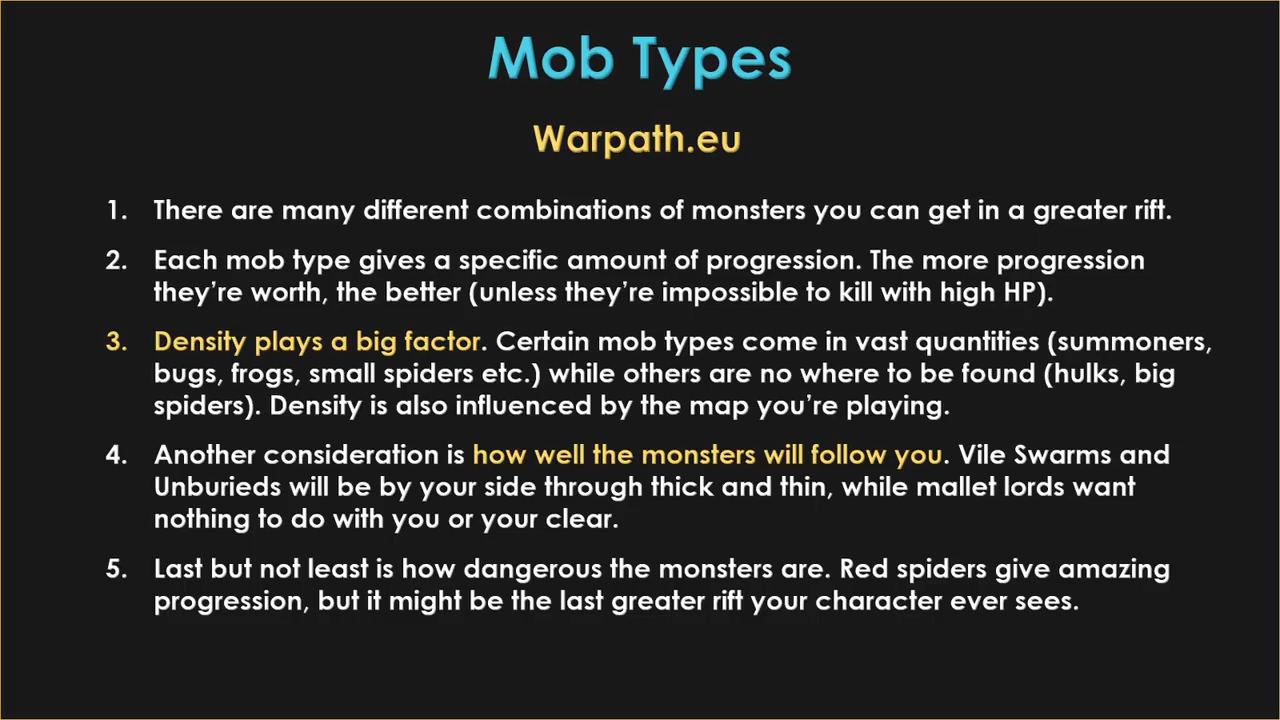 Mob Types
Warpath.eu
1. There are many different combinations of monsters you can get in a greater rift.
2. Each mob type gives a specific amount of progression. The more progression
they're worth, the better (unless they're impossible to kill with high HP).
3. Density plays a big factor. Certain mob types come in vast quantities (summoners,
bugs, frogs, small spiders etc.) while others are no where to be found (hulks, big
spiders). Density is also influenced by the map you're playing.
4. Another consideration is how well the monsters will follow you. Vile Swarms and
Unburieds will be by your side through thick and thin, while mallet lords want
nothing to do with you or your clear.
5. Last but not least is how dangerous the monsters are. Red spiders give amazing
progression, but it might be the last greater rift your character ever sees.